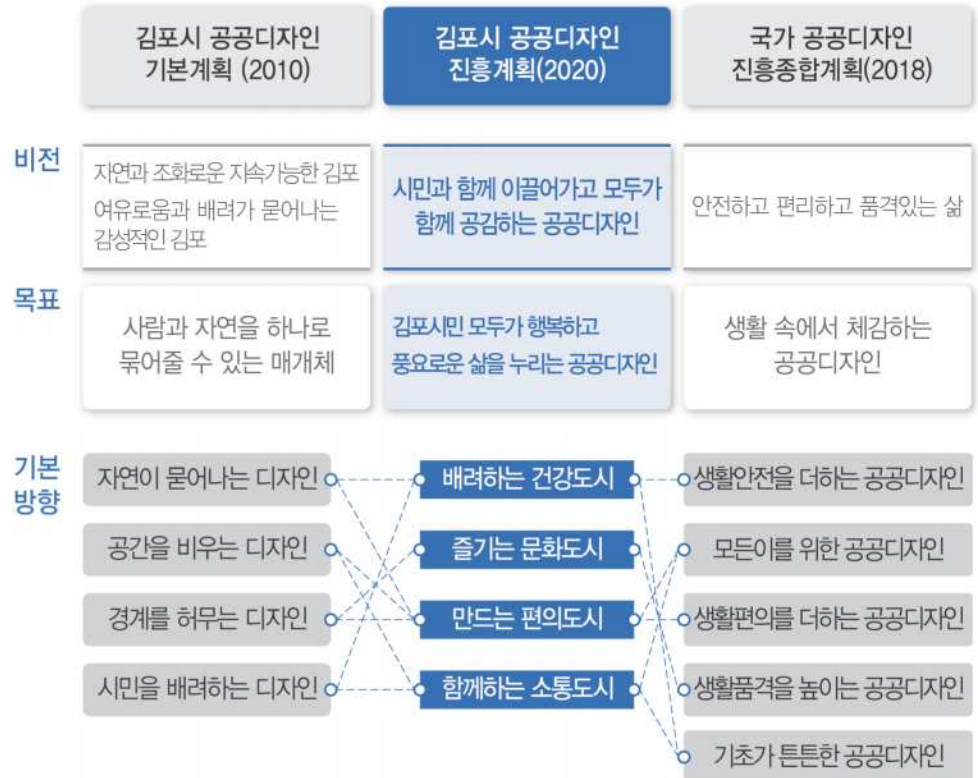 김포시 공공디자인
기본계획 (2010)
김포시 공공디자인
진흥계획(2020)
국가 공공디자인
진흥종합계획(2018)
비전
자연과 조화로운 지속가능한 김포
여유로움과 배려가 묻어나는
감성적인 김포
시민과 함께 이끌어가고 모두가
함께 공감하는 공공디자인
안전하고 편리하고 품격있는 삶
목표
사람과 자연을 하나로
묶어줄 수 있는 매개체
김포시민 모두가 행복하고
풍요로운 삶을 누리는 공공디자인
생활 속에서 체감하는
공공디자인
기본
방향
자연이 묻어나는 디자인
배려하는 건강도시
생활안전을 더하는 공공디자인
공간을 비우는 디자인
즐기는 문화도시
모든이를 위한 공공디자인
경계를 허무는 디자인
만드는 편의도시
생활편의를 더하는 공공디자인
시민을 배려하는 디자인
함께하는 소통도시
생활품격을 높이는 공공디자인
기초가 튼튼한 공공디자인